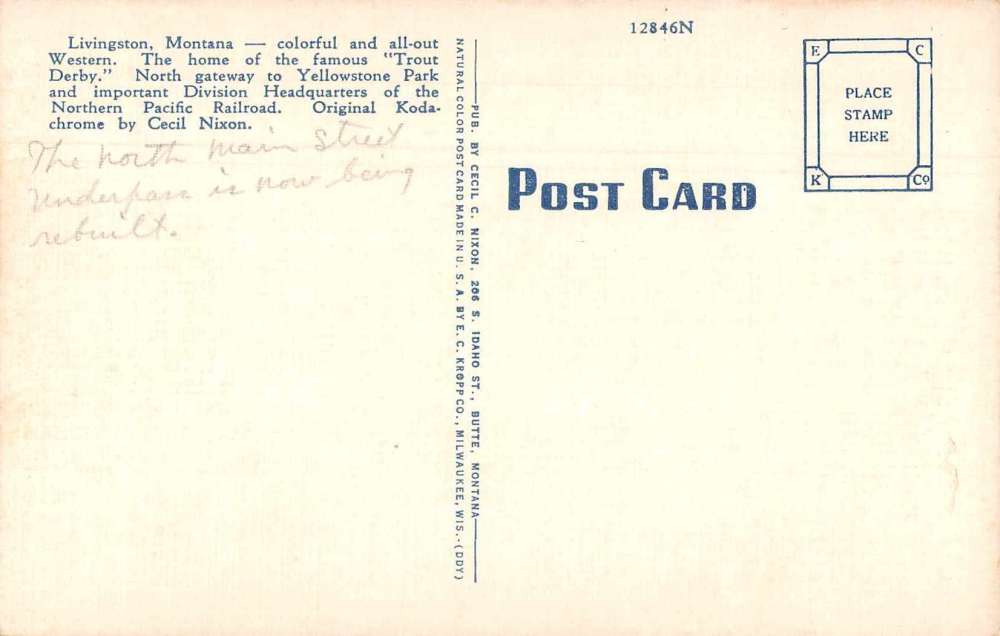 12846N
Livingston, Montana — colorful and all-out
Western. The home of the famous "Trout
Derby." North gateway to Yellowstone Park
and important Division Headquarters of the
Northern Pacific Railroad. Original Koda-
chrome by Cecil Nixon.
The north main Street
underpass is now being
rebuilt.
PUB. BY CECIL C. NIXON, 206 S. IDAHO ST., BUTTE, MONTANA
NATURAL COLOR POST CARD MADE IN U. S. A. BY E. C. KROPP CO., MILWAUKEE, WIS.-(DDY)
POST CARD
E C
PLACE
STAMP
HERE
K Co